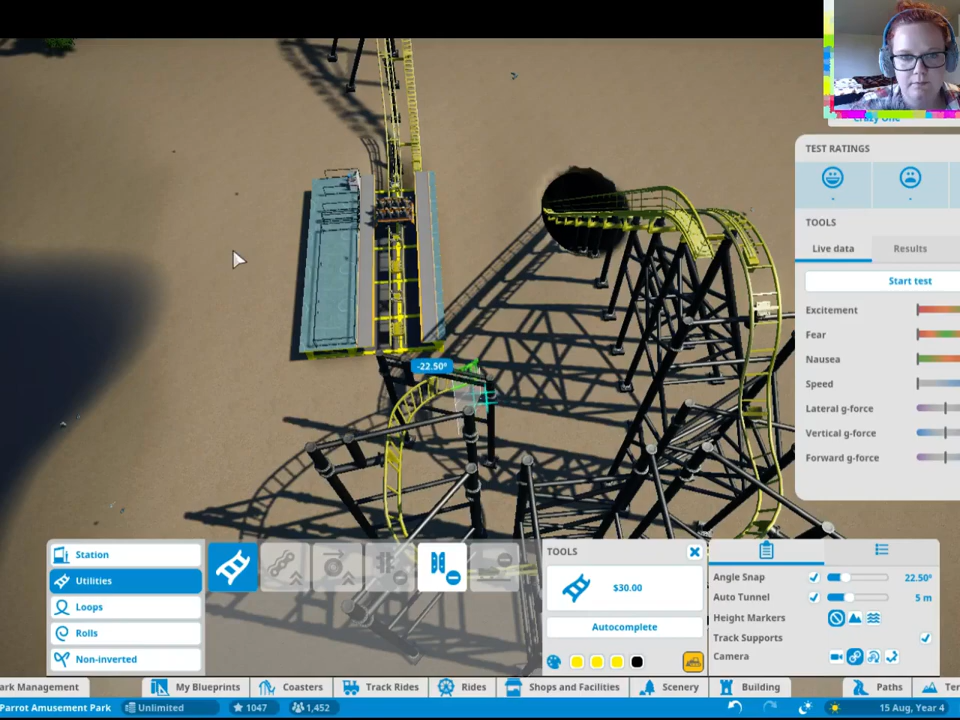 Crazy One
TEST RATINGS
TOOLS
Live data
Results
Start test
Excitement
Fear
Nausea
Speed
Lateral g-force
Vertical g-force
Forward g-force
-22.50°
Station
Utilities
Loops
Rolls
Non-inverted
TOOLS
$30.00
Autocomplete
Angle Snap
22.50°
Auto Tunnel
5 m
Height Markers
Track Supports
Camera
ark Management
My Blueprints
Coasters
Track Rides
Rides
Shops and Facilities
Scenery
Building
Paths
Ter
Parrot Amusement Park
Unlimited
1047
1,452
15 Aug, Year 4